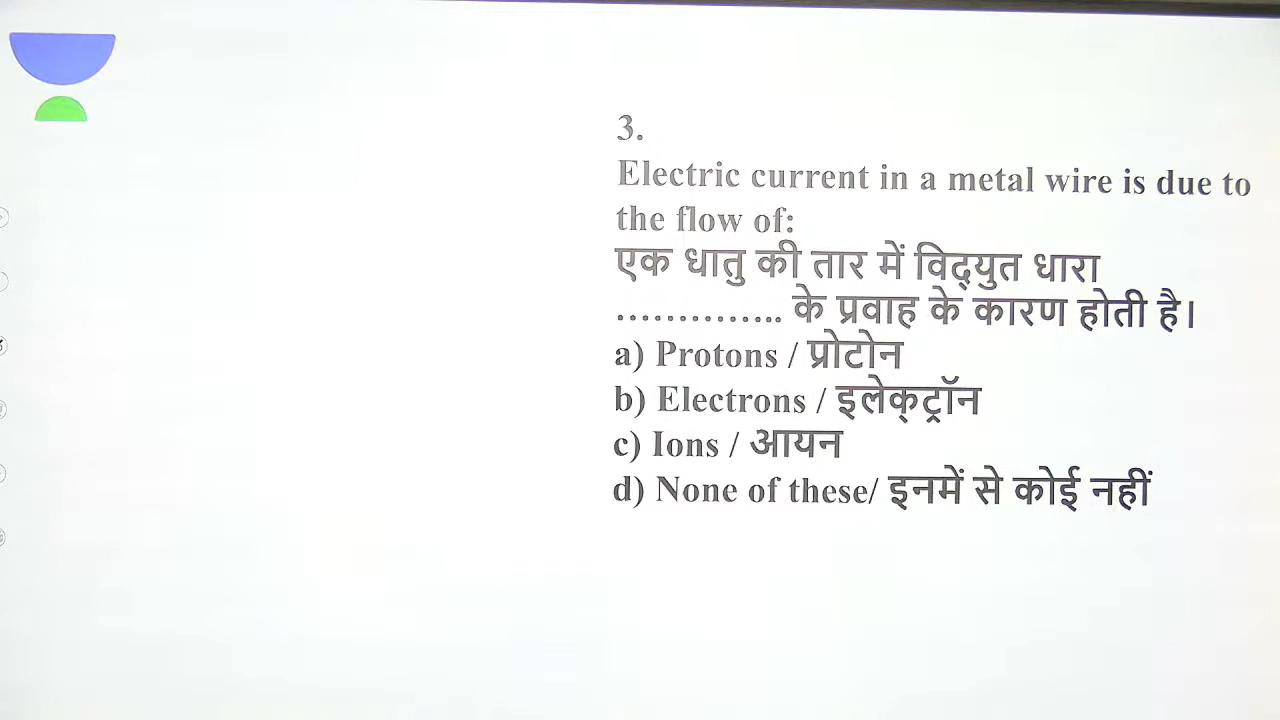 3.
Electric current in a metal wire is due to
the flow of:
एक धातु की तार में विद्युत धारा
.............. के प्रवाह के कारण होती है।
a) Protons / प्रोटोन
b) Electrons / इलेक्ट्रॉन
c) Ions / आयन
d) None of these/ इनमें से कोई नहीं